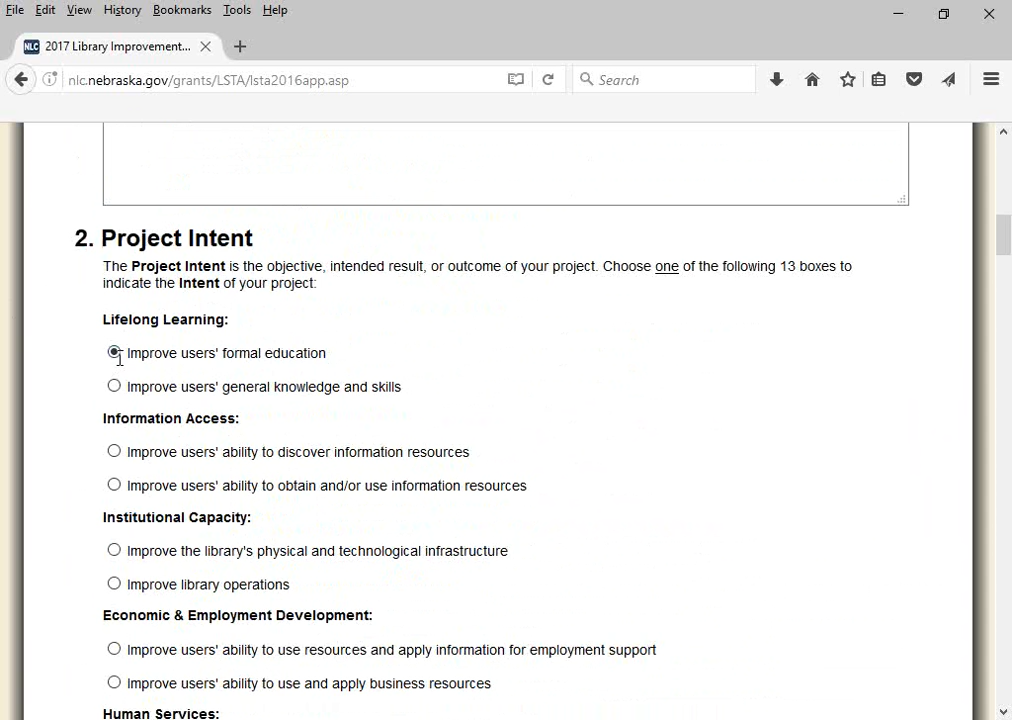 File Edit View History Bookmarks Tools Help
NLC 2017 Library Improvement...
nlc.nebraska.gov/grants/LSTA/lsta2016app.asp
Search
2. Project Intent
The Project Intent is the objective, intended result, or outcome of your project. Choose one of the following 13 boxes to
indicate the Intent of your project:
Lifelong Learning:
Improve users' formal education
Improve users' general knowledge and skills
Information Access:
Improve users' ability to discover information resources
Improve users' ability to obtain and/or use information resources
Institutional Capacity:
Improve the library's physical and technological infrastructure
Improve library operations
Economic & Employment Development:
Improve users' ability to use resources and apply information for employment support
Improve users' ability to use and apply business resources
Human Services: